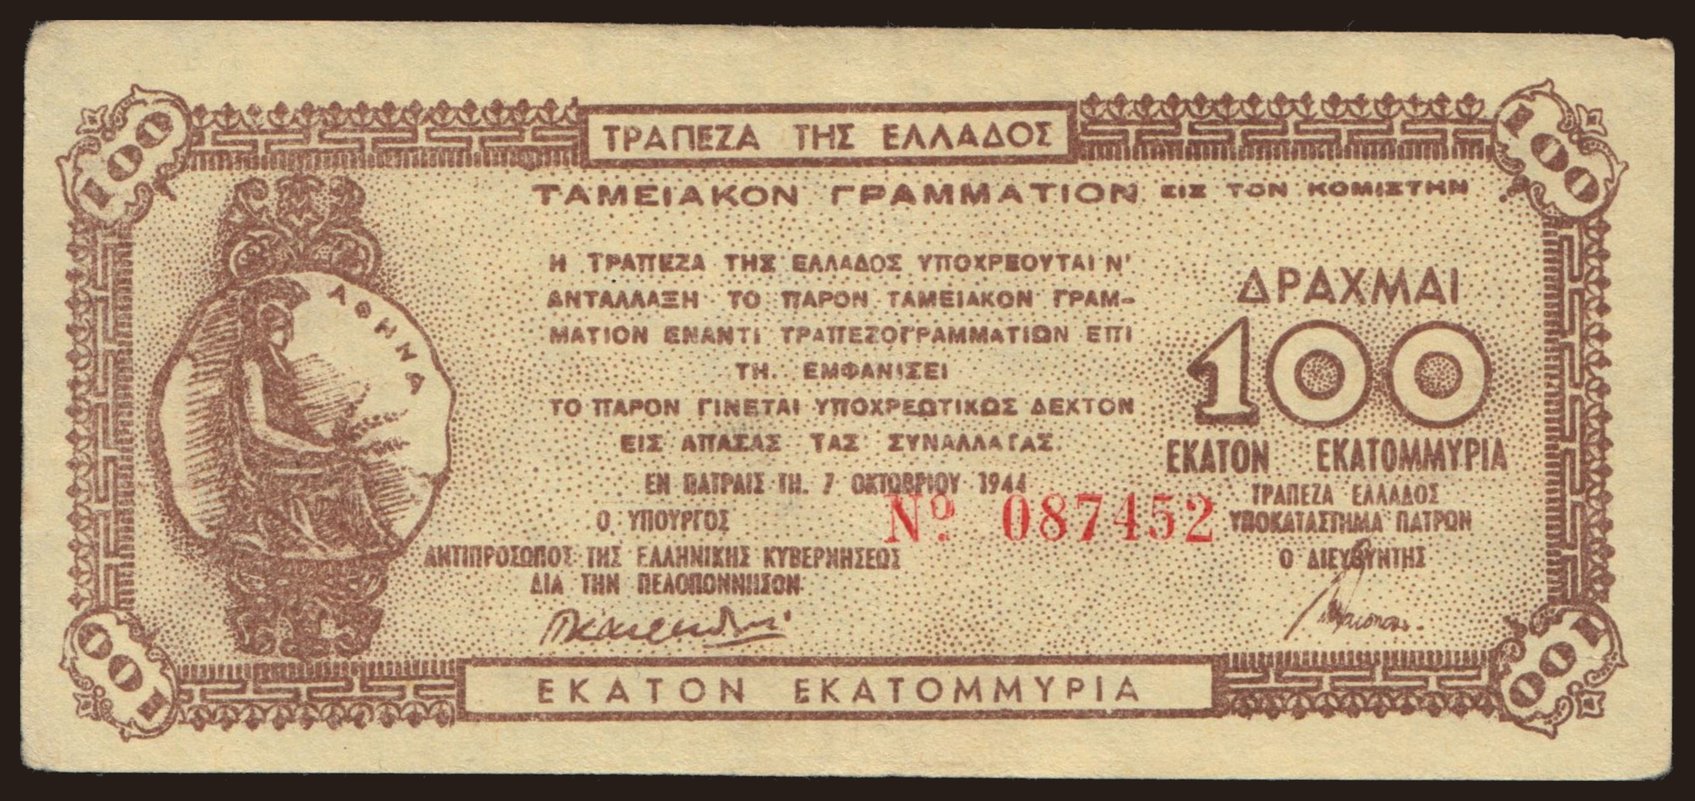 100
ΤΡΑΠΕΖΑ ΤΗΣ ΕΛΛΑΔΟΣ
100
ΤΑΜΕΙΑΚΟΝ ΓΡΑΜΜΑΤΙΟΝ ΕΙΣ ΤΟΝ ΚΟΜΙΣΤΗΝ
ΑΘΗΝΑ
Η ΤΡΑΠΕΖΑ ΤΗΣ ΕΛΛΑΔΟΣ ΥΠΟΧΡΕΟΥΤΑΙ Ν'
ΑΝΤΑΛΛΑΞΗ ΤΟ ΠΑΡΟΝ ΤΑΜΕΙΑΚΟΝ ΓΡΑΜ-
ΜΑΤΙΟΝ ΕΝΑΝΤΙ ΤΡΑΠΕΖΟΓΡΑΜΜΑΤΙΩΝ ΕΠΙ
ΤΗ. ΕΜΦΑΝΙΣΕΙ
ΤΟ ΠΑΡΟΝ ΓΙΝΕΤΑΙ ΥΠΟΧΡΕΩΤΙΚΩΣ ΔΕΚΤΟΝ
ΕΙΣ ΑΠΑΣΑΣ ΤΑΣ ΣΥΝΑΛΛΑΓΑΣ.
ΕΝ ΠΑΤΡΑΙΣ ΤΗ. 7 ΟΚΤΩΒΡΙΟΥ 1944
Ο ΥΠΟΥΡΓΟΣ
ΑΝΤΙΠΡΟΣΩΠΟΣ ΤΗΣ ΕΛΛΗΝΙΚΗΣ ΚΥΒΕΡΝΗΣΕΩΣ
ΔΙΑ ΤΗΝ ΠΕΛΟΠΟΝΝΗΣΟΝ
Nº. 087452
ΔΡΑΧΜΑΙ
100
ΕΚΑΤΟΝ ΕΚΑΤΟΜΜΥΡΙΑ
ΤΡΑΠΕΖΑ ΕΛΛΑΔΟΣ
ΥΠΟΚΑΤΑΣΤΗΜΑ ΠΑΤΡΩΝ
Ο ΔΙΕΥΘΥΝΤΗΣ
100
ΕΚΑΤΟΝ ΕΚΑΤΟΜΜΥΡΙΑ
100